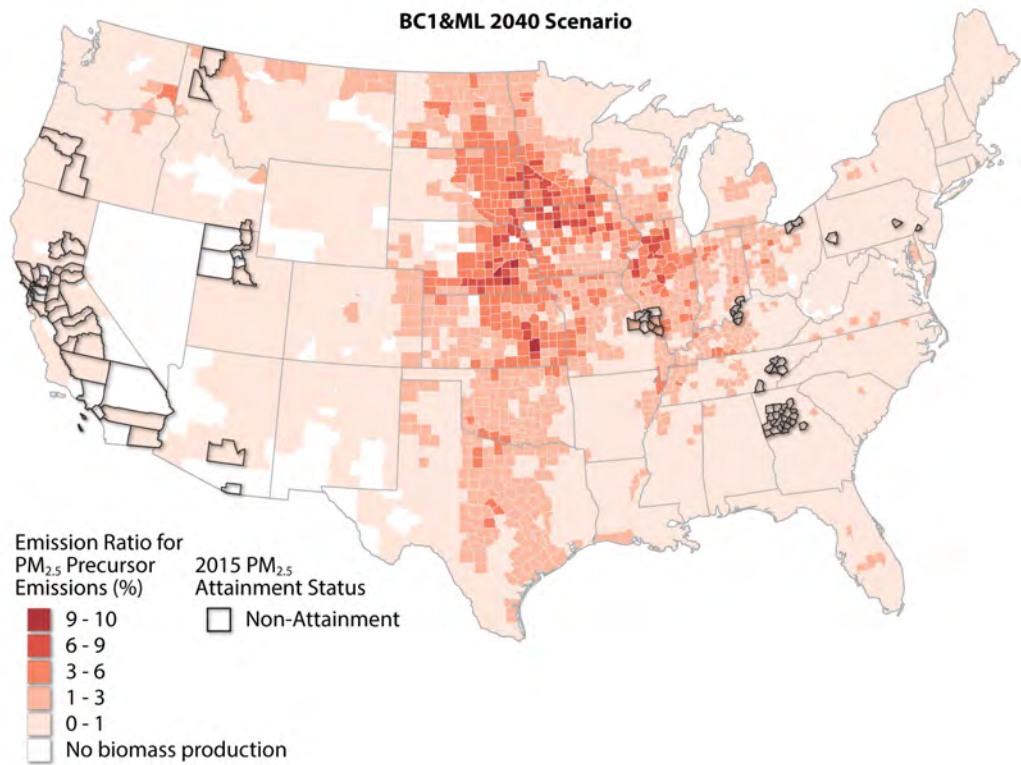 BC1&ML 2040 Scenario
Emission Ratio for
PM2.5 Precursor
Emissions (%)
9 - 10
6 - 9
3 - 6
1 - 3
0 - 1
No biomass production
2015 PM2.5
Attainment Status
Non-Attainment